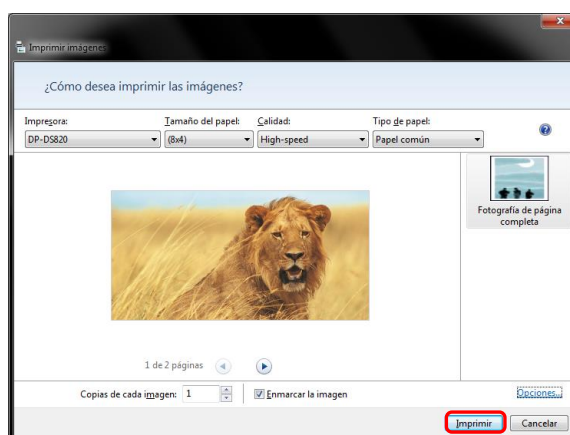 Imprimir imágenes
¿Cómo desea imprimir las imágenes?
Impresora: Tamaño del papel: Calidad: Tipo de papel:
DP-DS820 (8x4) High-speed Papel común
Fotografía de página
completa
1 de 2 páginas
Copias de cada imagen: 1 Enmarcar la imagen Opciones...
Imprimir Cancelar